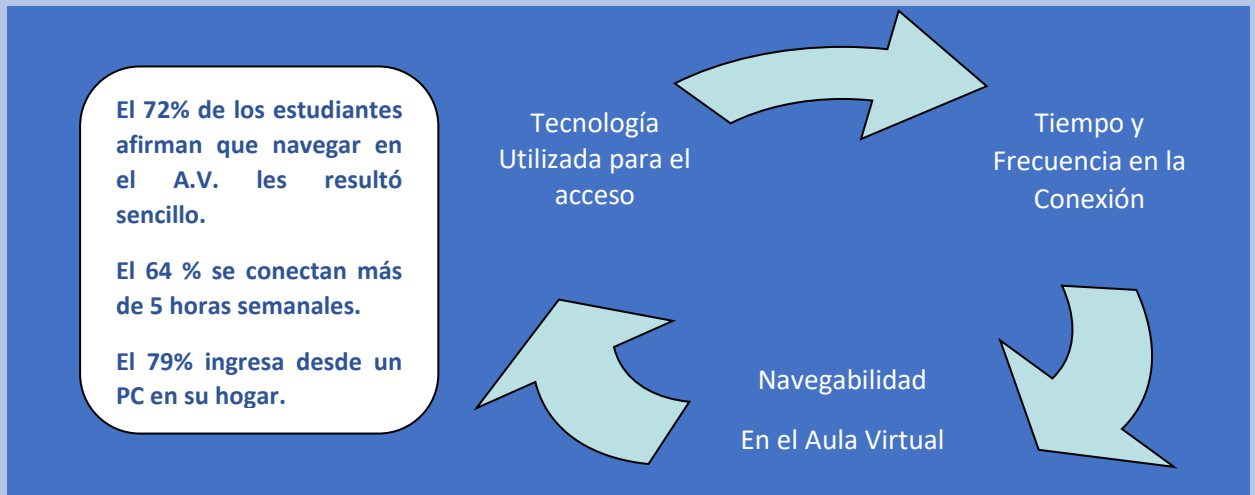 El 72% de los estudiantes
afirman que navegar en
el A.V. les resultó
sencillo.
El 64 % se conectan más
de 5 horas semanales.
El 79% ingresa desde un
PC en su hogar.
Tecnología
Utilizada para el
acceso
Tiempo y
Frecuencia en la
Conexión
Navegabilidad
En el Aula Virtual